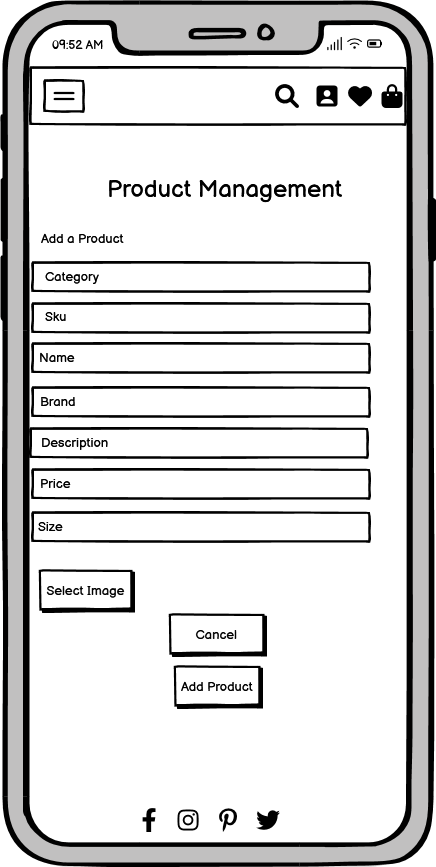 09:52 AM
Product Management
Add a Product
Category
Sku
Name
Brand
Description
Price
Size
Select Image
Cancel
Add Product